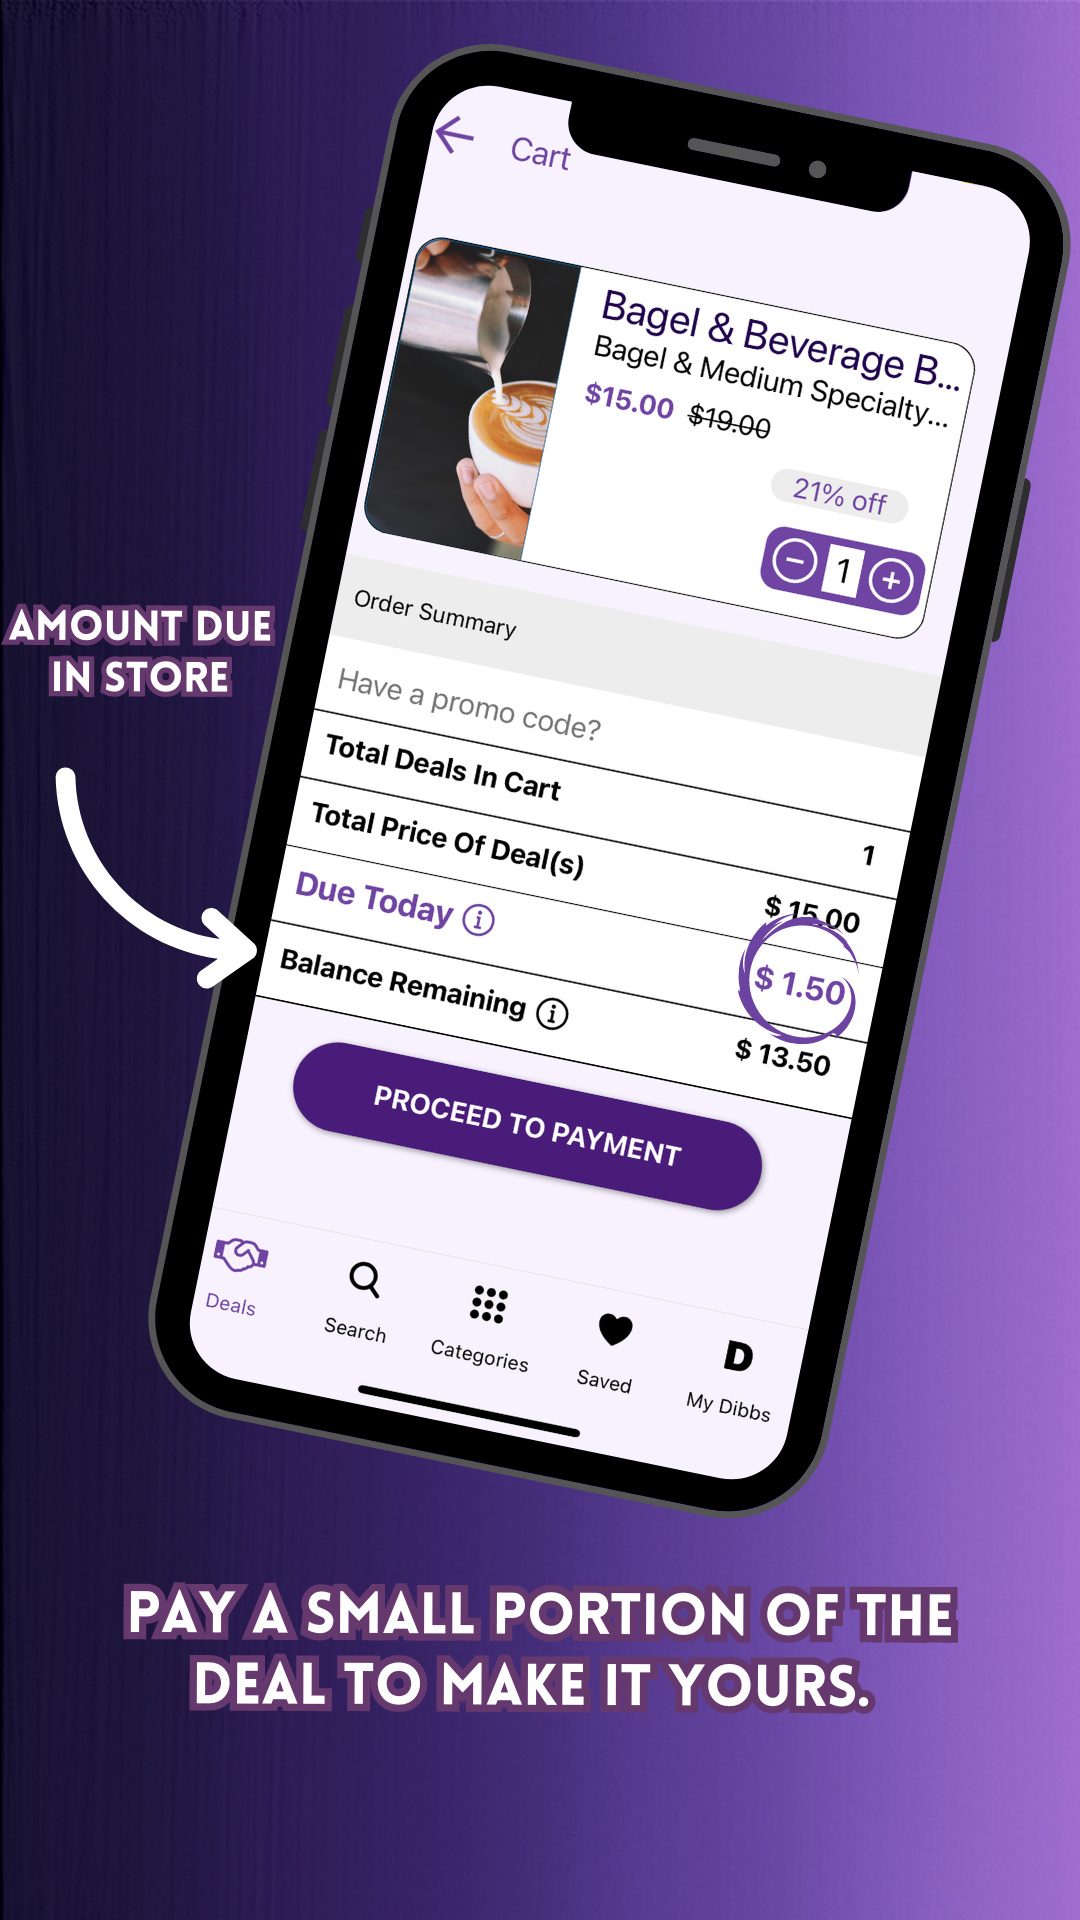 Cart
Bagel & Beverage B...
Bagel & Medium Specialty...
$15.00 $19.00
21% off
1
Order Summary
AMOUNT DUE
IN STORE
Have a promo code?
Total Deals In Cart
1
Total Price Of Deal(s)
$ 15.00
Due Today
$ 1.50
Balance Remaining
$ 13.50
PROCEED TO PAYMENT
Deals
Search
Categories
Saved
D
My Dibbs
PAY A SMALL PORTION OF THE
DEAL TO MAKE IT YOURS.